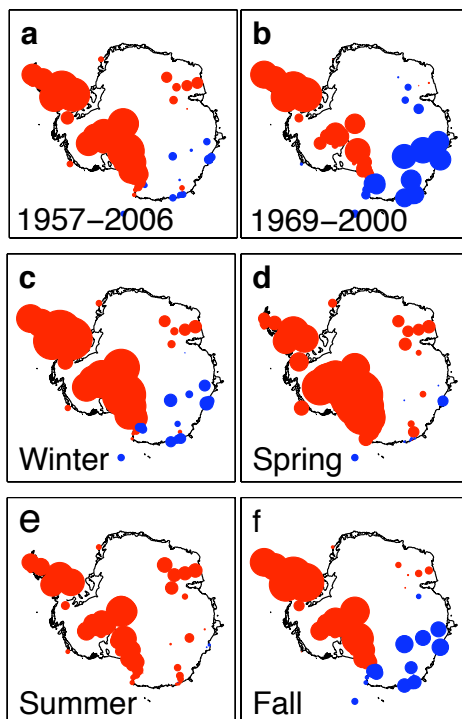 a
1957−2006
b
1969−2000
c
Winter
d
Spring
e
Summer
f
Fall